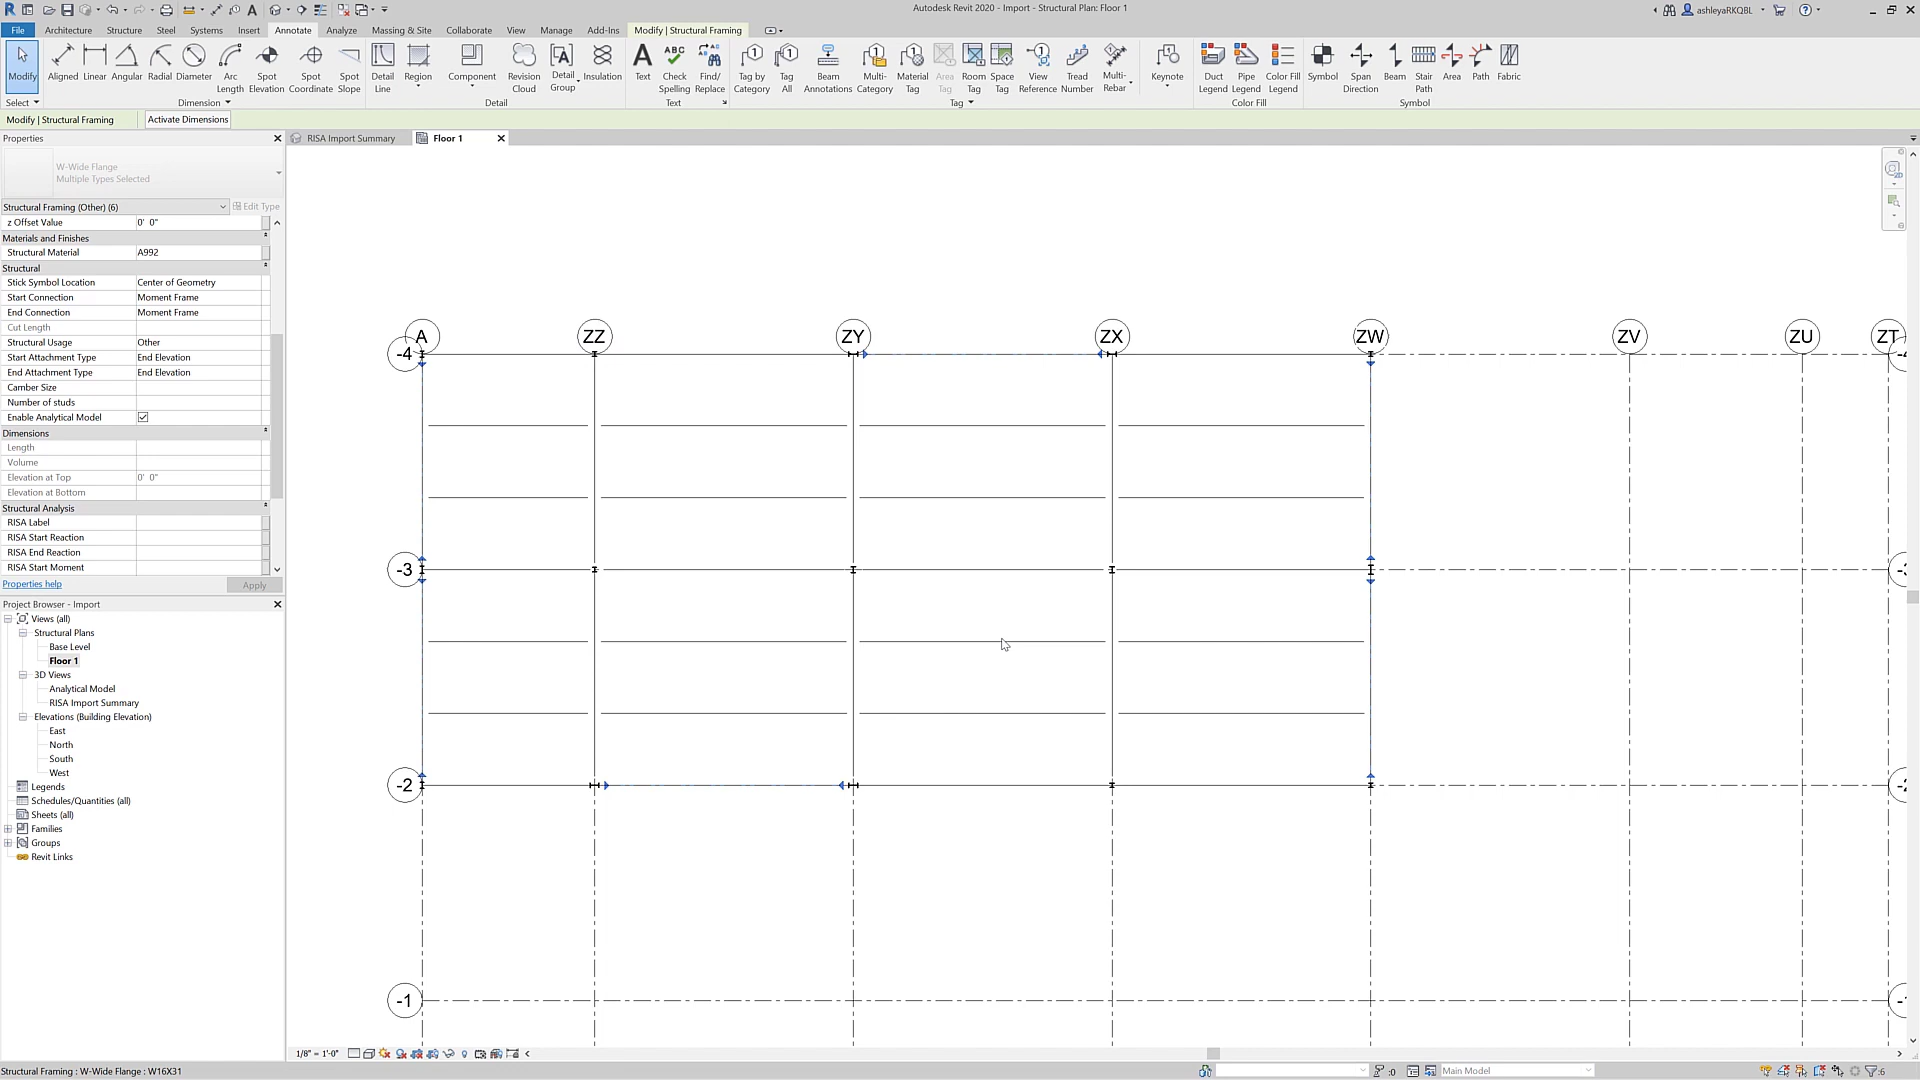 Autodesk Revit 2020 - Import - Structural Plan: Floor 1
ashleyaRKQBL
File Architecture Structure Steel Systems Insert Annotate Analyze Massing & Site Collaborate View Manage Add-Ins Modify | Structural Framing
Modify Aligned Linear Angular Radial Diameter Arc Length Spot Elevation Spot Coordinate Spot Slope Detail Line Region Component Revision Cloud Detail Group Insulation Text Check Spelling Find/ Replace Tag by Category Tag All Beam Annotations Multi- Category Material Tag Area Tag Room Tag Space Tag View Reference Tread Number Multi- Rebar Keynote Duct Legend Pipe Legend Color Fill Legend Symbol Span Direction Beam Stair Path Area Path Fabric
Select Dimension Detail Text Tag Color Fill Symbol
Modify | Structural Framing Activate Dimensions
Properties
RISA Import Summary
Floor 1
W-Wide Flange
Multiple Types Selected
Structural Framing (Other) (6)
Edit Type
z Offset Value 0' 0"
Materials and Finishes
Structural Material A992
Structural
Stick Symbol Location Center of Geometry
Start Connection Moment Frame
End Connection Moment Frame
Cut Length
Structural Usage Other
Start Attachment Type End Elevation
End Attachment Type End Elevation
Camber Size
Number of studs
Enable Analytical Model
Dimensions
Length
Volume
Elevation at Top 0' 0"
Elevation at Bottom
Structural Analysis
RISA Label
RISA Start Reaction
RISA End Reaction
RISA Start Moment
Properties help
Apply
Project Browser - Import
Views (all)
Structural Plans
Base Level
Floor 1
3D Views
Analytical Model
RISA Import Summary
Elevations (Building Elevation)
East
North
South
West
Legends
Schedules/Quantities (all)
Sheets (all)
Families
Groups
Revit Links
A ZZ ZY ZX ZW ZV ZU ZT
-4
-3
-2
-1
1/8" = 1'-0"
Structural Framing : W-Wide Flange : W16X31
:0
Main Model
:6